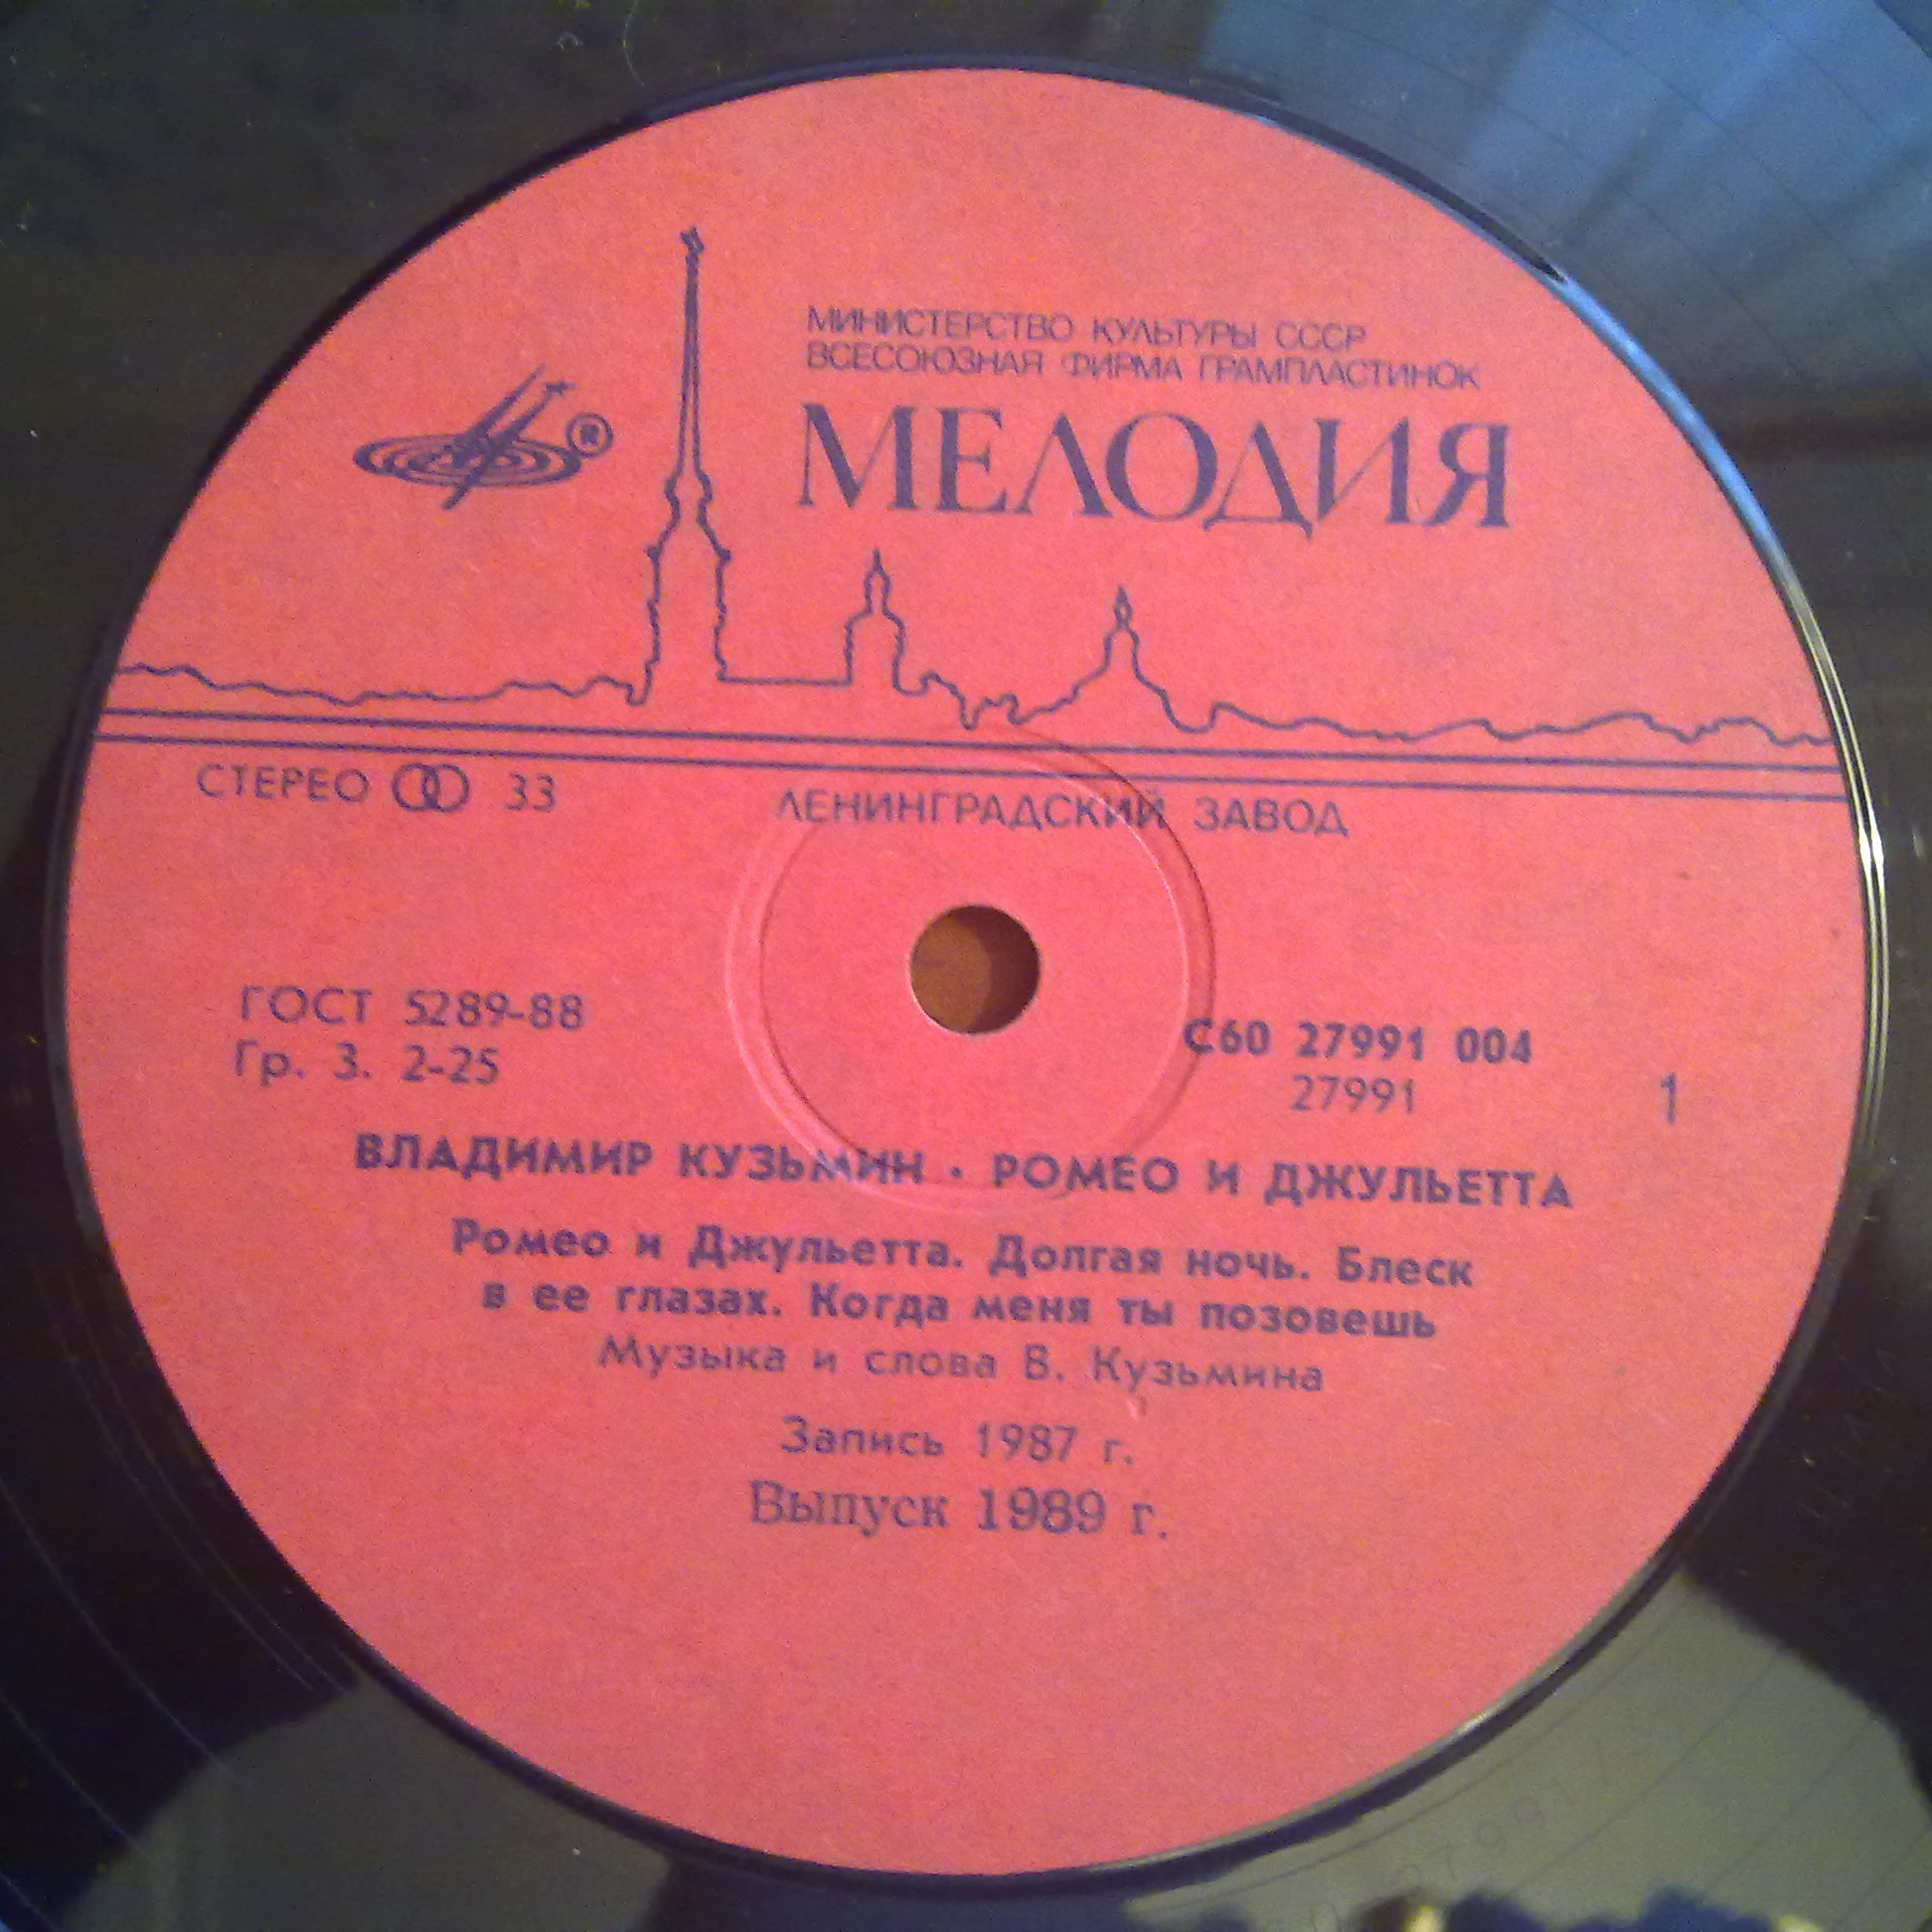 МИНИСТЕРСТВО КУЛЬТУРЫ СССР
ВСЕСОЮЗНАЯ ФИРМА ГРАМПЛАСТИНОК
МЕЛОДИЯ
®
СТЕРЕО 33
ЛЕНИНГРАДСКИЙ ЗАВОД
ГОСТ 5289-88
Гр. 3. 2-25
С60 27991 004
27991
1
ВЛАДИМИР КУЗЬМИН · РОМЕО И ДЖУЛЬЕТТА
Ромео и Джульетта. Долгая ночь. Блеск
в ее глазах. Когда меня ты позовешь
Музыка и слова В. Кузьмина
Запись 1987 г.
Выпуск 1989 г.